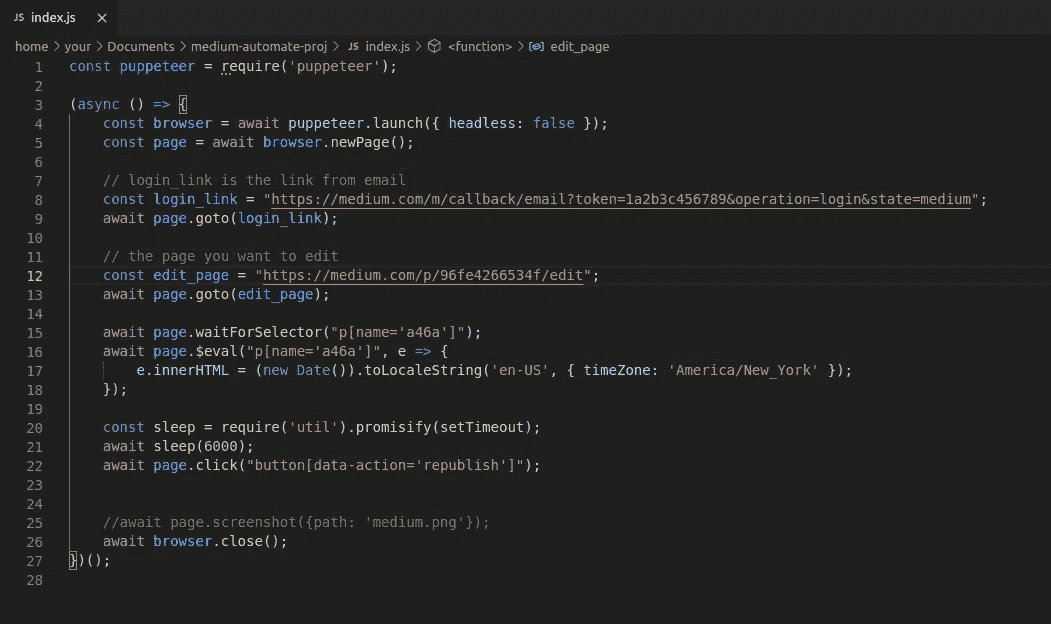 JS index.js ×
home > your > Documents > medium-automate-proj > JS index.js > <function> > edit_page
1 const puppeteer = require('puppeteer');
2
3 (async () => {
4     const browser = await puppeteer.launch({ headless: false });
5     const page = await browser.newPage();
6
7     // login_link is the link from email
8     const login_link = "https://medium.com/m/callback/email?token=1a2b3c456789&operation=login&state=medium";
9     await page.goto(login_link);
10
11     // the page you want to edit
12     const edit_page = "https://medium.com/p/96fe4266534f/edit";
13     await page.goto(edit_page);
14
15     await page.waitForSelector("p[name='a46a']");
16     await page.$eval("p[name='a46a']", e => {
17         e.innerHTML = (new Date()).toLocaleString('en-US', { timeZone: 'America/New_York' });
18     });
19
20     const sleep = require('util').promisify(setTimeout);
21     await sleep(6000);
22     await page.click("button[data-action='republish']");
23
24
25     //await page.screenshot({path: 'medium.png'});
26     await browser.close();
27 })();
28